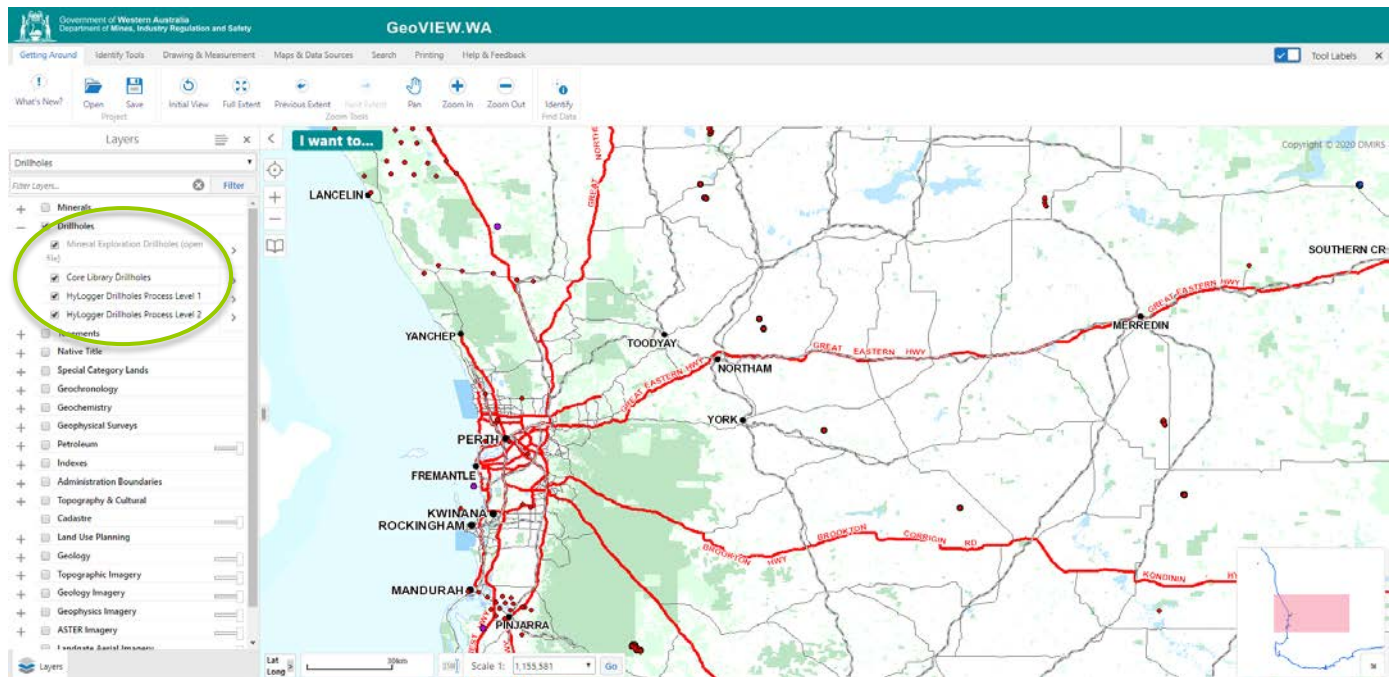 Government of Western Australia
Department of Mines, Industry Regulation and Safety
GeoVIEW.WA
Getting Around Identify Tools Drawing & Measurement Maps & Data Sources Search Printing Help & Feedback Tool Labels
What's New? Open Save Initial View Full Extent Previous Extent Next Extent Pan Zoom In Zoom Out Identify
Project Zoom Tools Find Data
Layers
Drillholes
Filter Layers... Filter
Minerals
Drillholes
Mineral Exploration Drillholes (open
file)
Core Library Drillholes
HyLogger Drillholes Process Level 1
HyLogger Drillholes Process Level 2
Tenements
Native Title
Special Category Lands
Geochronology
Geochemistry
Geophysical Surveys
Petroleum
Indexes
Administration Boundaries
Topography & Cultural
Cadastre
Land Use Planning
Geology
Topographic Imagery
Geology Imagery
Geophysics Imagery
ASTER Imagery
Landgate Aerial Imagery
Layers
I want to...
Copyright © 2020 DMIRS
LANCELIN
GREAT NORTHE
SOUTHERN CR
GREAT EASTERN HWY
MERREDIN
YANCHEP
TOODYAY
GREAT EASTERN HWY
NORTHAM
GREAT EASTERN HWY
YORK
PERTH
FREMANTLE
KWINANA
ROCKINGHAM
BROOKTON HWY
BROOKTON CORRIGIN RD
KONDININ HY
MANDURAH
PINJARRA
EST HWY
Lat
Long
30km
Scale 1: 1,155,581 Go